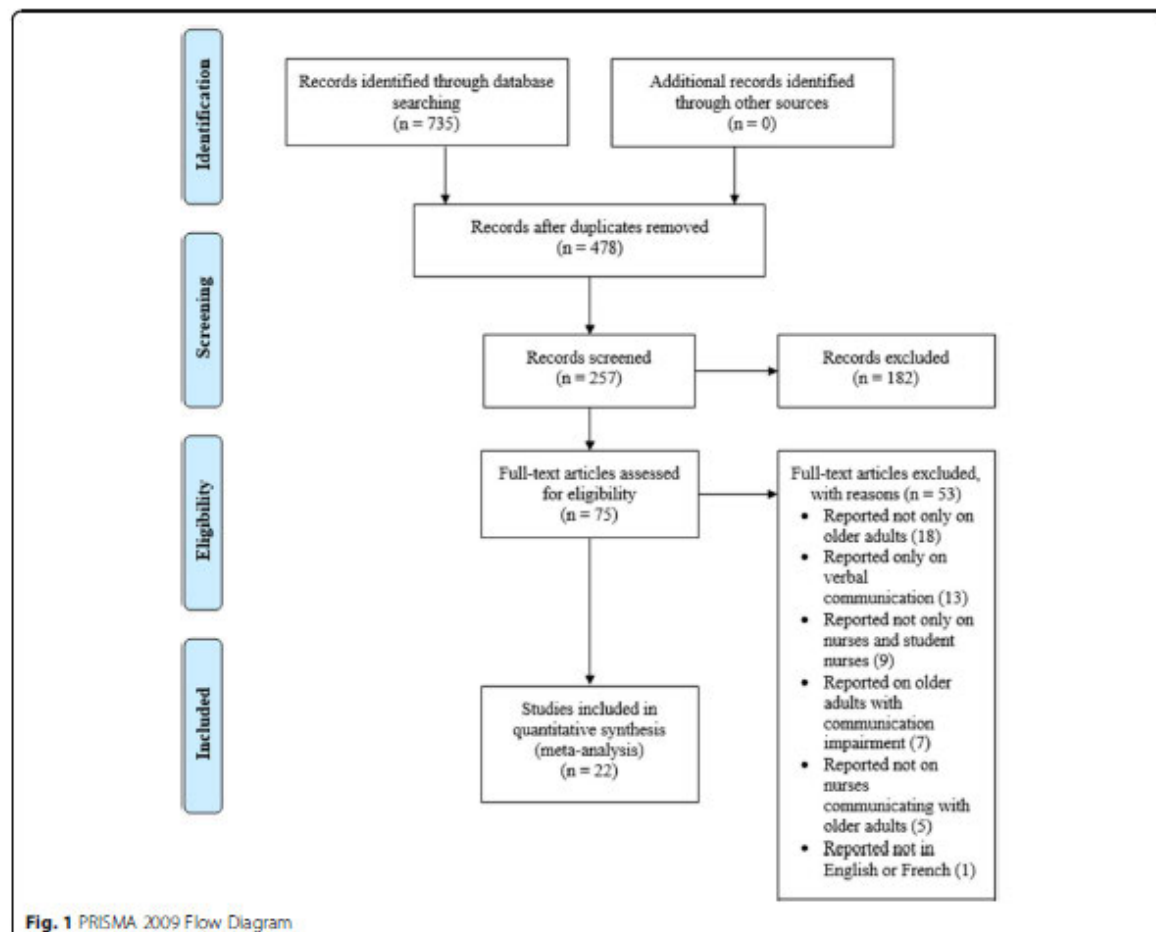 Identification
Records identified through database
searching
(n = 735)
Additional records identified
through other sources
(n = 0)
Records after duplicates removed
(n = 478)
Screening
Records screened
(n = 257)
Records excluded
(n = 182)
Eligibility
Full-text articles assessed
for eligibility
(n = 75)
Full-text articles excluded,
with reasons (n = 53)
• Reported not only on
older adults (18)
• Reported only on
verbal
communication (13)
• Reported not only on
nurses and student
nurses (9)
• Reported on older
adults with
communication
impairment (7)
• Reported not on
nurses
communicating with
older adults (5)
• Reported not in
English or French (1)
Included
Studies included in
quantitative synthesis
(meta-analysis)
(n = 22)
Fig. 1 PRISMA 2009 Flow Diagram